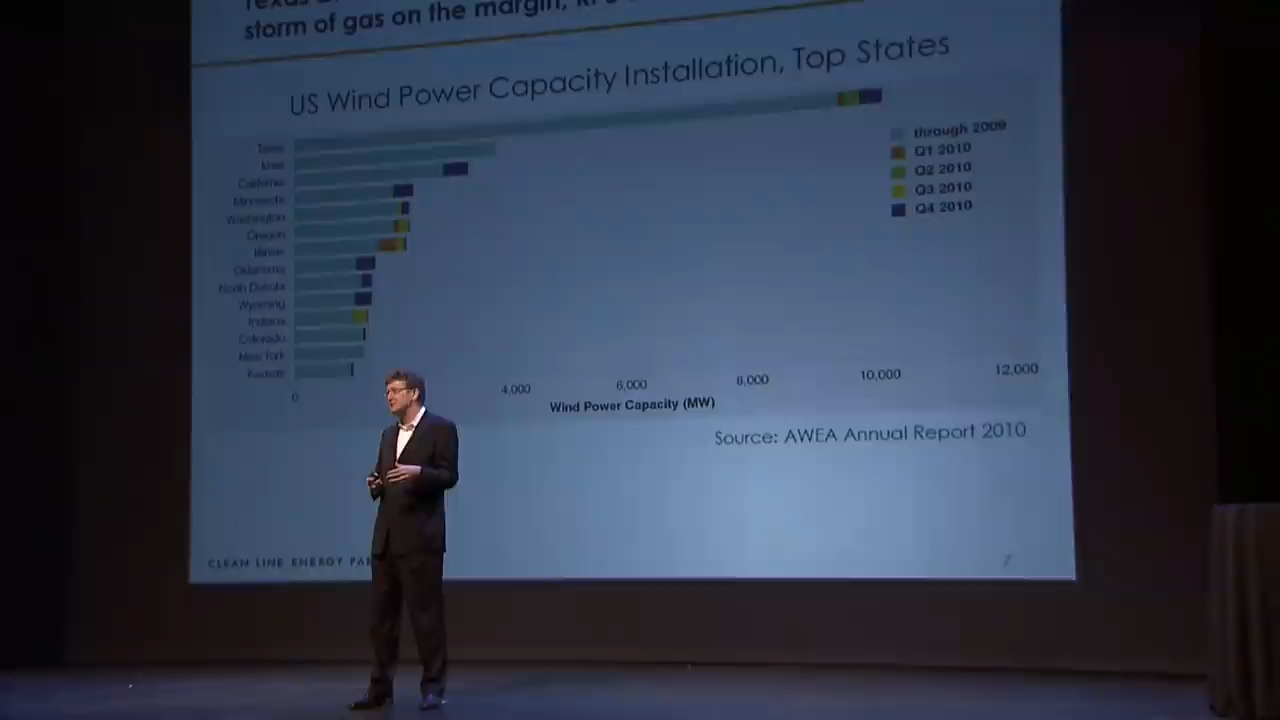 storm of gas on the margin,
US Wind Power Capacity Installation, Top States
Texas
Iowa
California
Minnesota
Washington
Oregon
Illinois
Oklahoma
North Dakota
Wyoming
Indiana
Colorado
New York
Kansas
through 2009
Q1 2010
Q2 2010
Q3 2010
Q4 2010
0
4,000
6,000
8,000
10,000
12,000
Wind Power Capacity (MW)
Source: AWEA Annual Report 2010
CLEAN LINE ENERGY
7